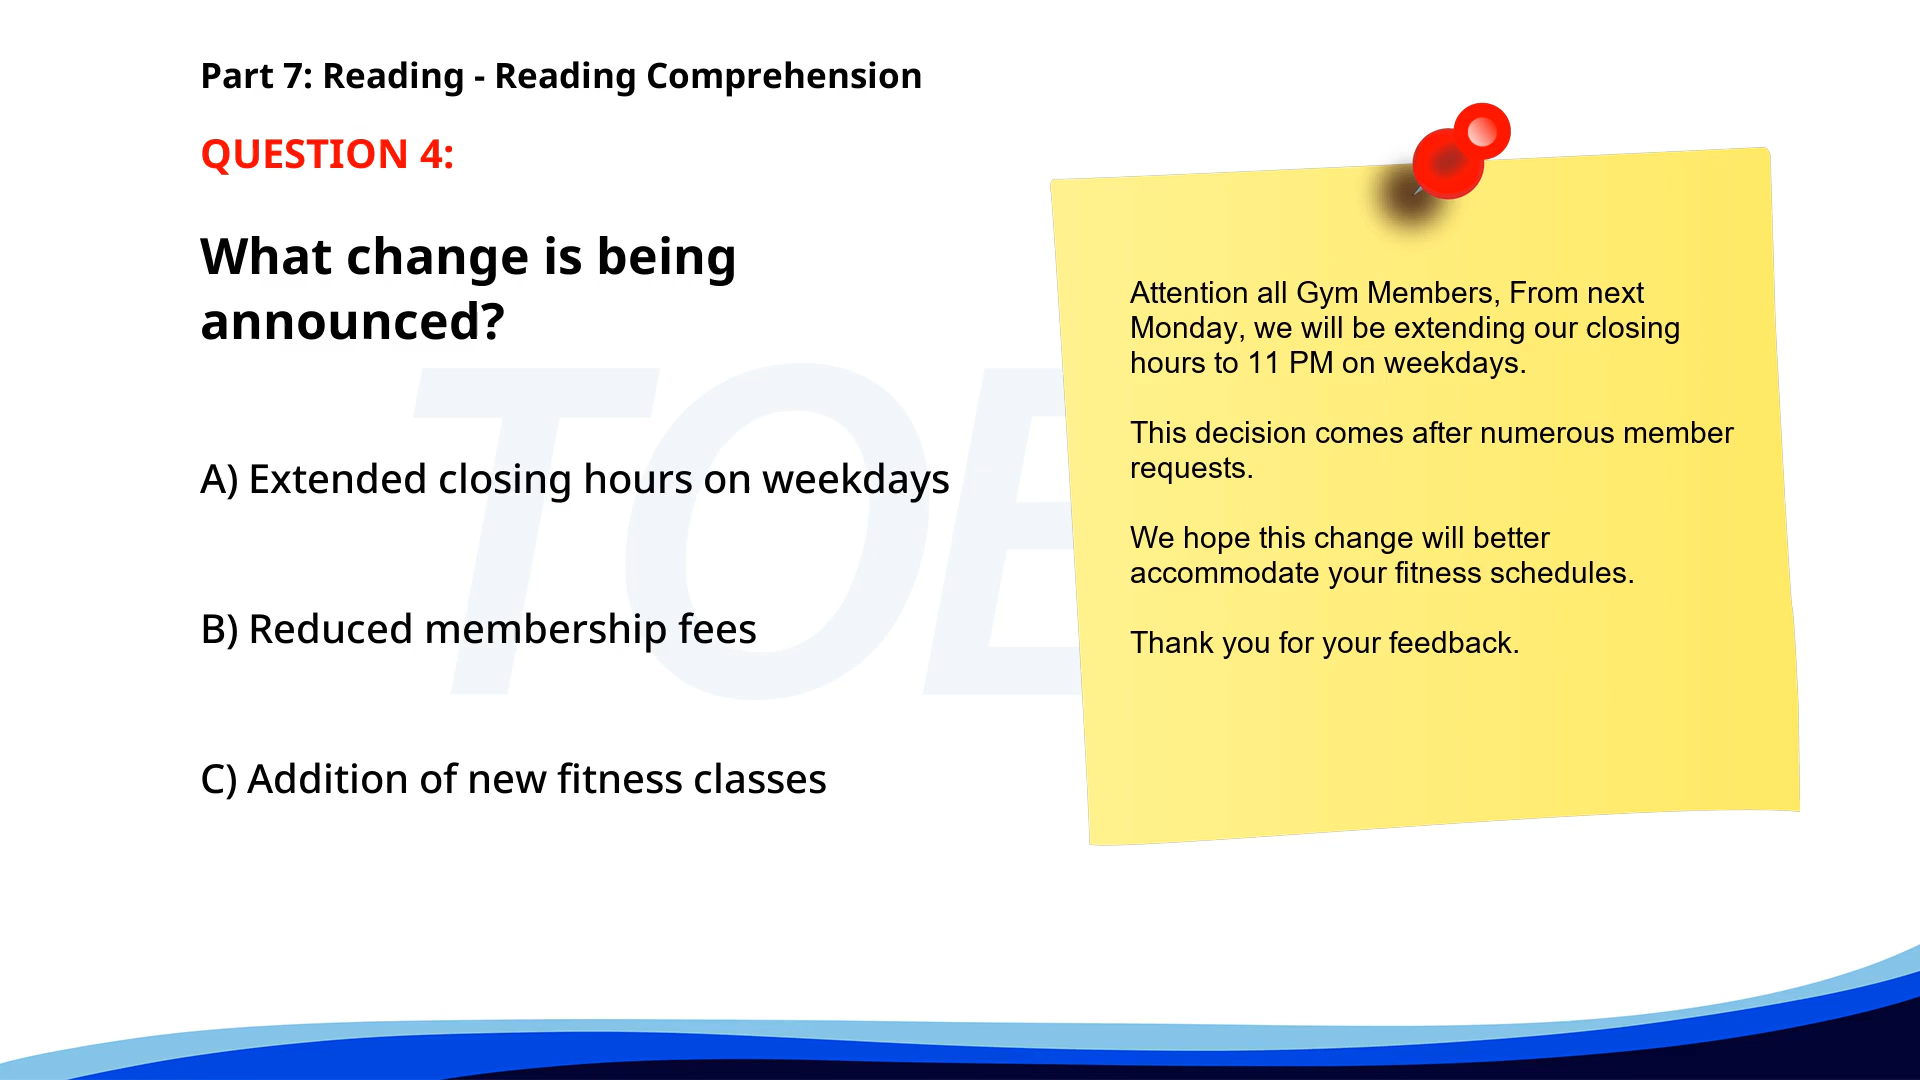 Part 7: Reading - Reading Comprehension
QUESTION 4:
What change is being
announced?
A) Extended closing hours on weekdays
B) Reduced membership fees
C) Addition of new fitness classes
Attention all Gym Members, From next
Monday, we will be extending our closing
hours to 11 PM on weekdays.
This decision comes after numerous member
requests.
We hope this change will better
accommodate your fitness schedules.
Thank you for your feedback.